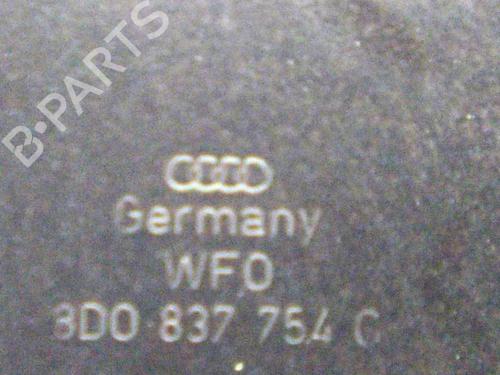 B-PARTS
Germany
WFO
8D0 837 754 C